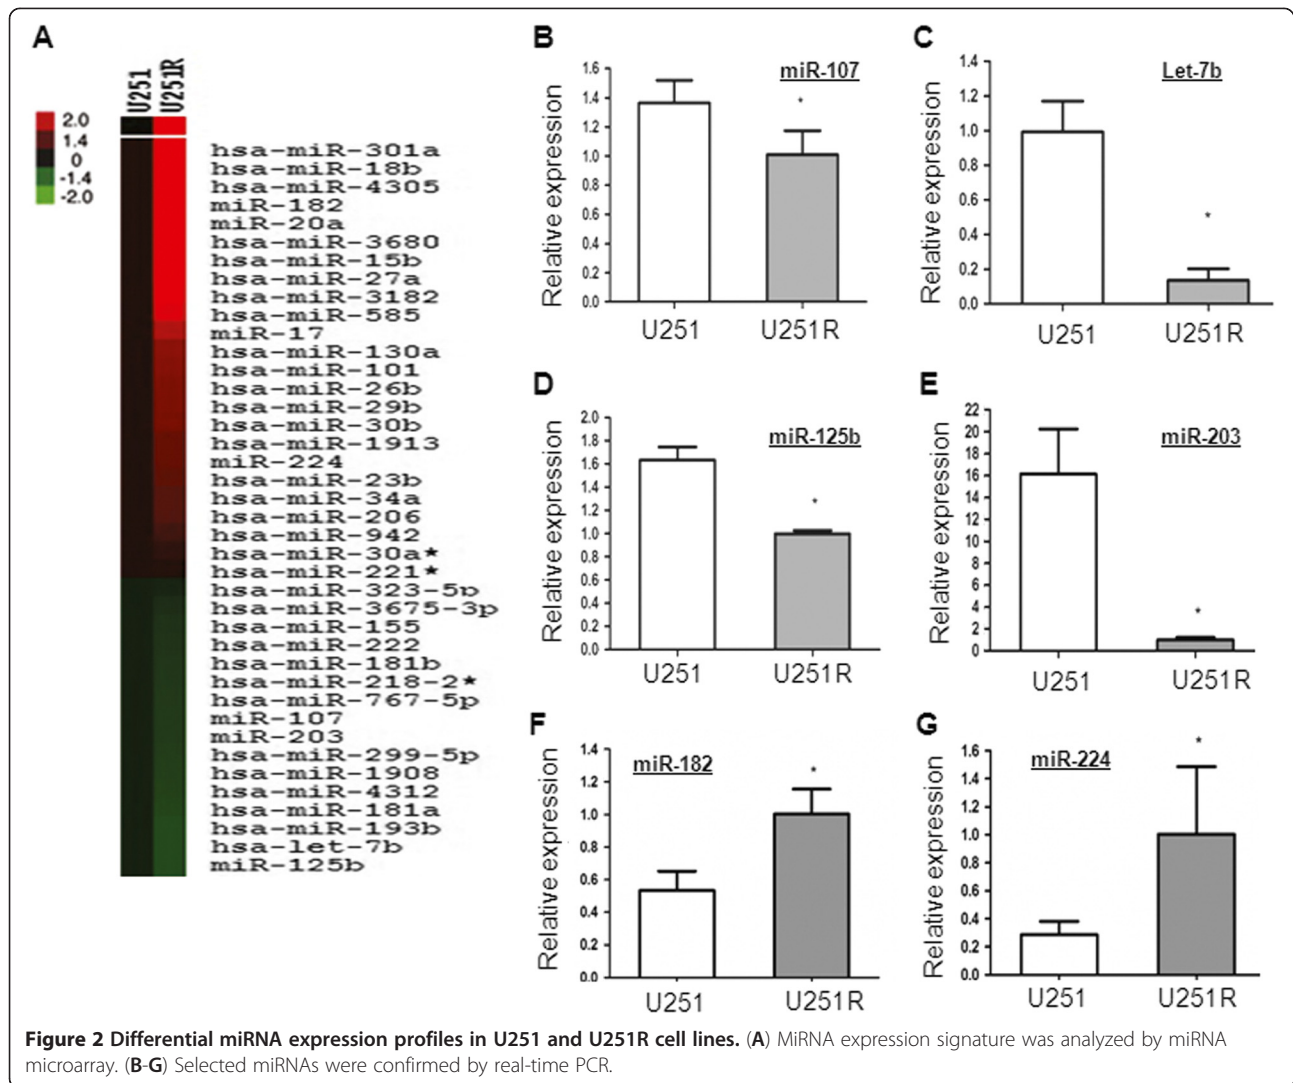 A
U251
U251R
2.0
1.4
0
-1.4
-2.0
hsa-miR-301a
hsa-miR-18b
hsa-miR-4305
miR-182
miR-20a
hsa-miR-3680
hsa-miR-15b
hsa-miR-27a
hsa-miR-3182
hsa-miR-585
miR-17
hsa-miR-130a
hsa-miR-101
hsa-miR-26b
hsa-miR-29b
hsa-miR-30b
hsa-miR-1913
miR-224
hsa-miR-23b
hsa-miR-34a
hsa-miR-206
hsa-miR-942
hsa-miR-30a*
hsa-miR-221*
hsa-miR-323-5p
hsa-miR-3675-3p
hsa-miR-155
hsa-miR-222
hsa-miR-181b
hsa-miR-218-2*
hsa-miR-767-5p
miR-107
miR-203
hsa-miR-299-5p
hsa-miR-1908
hsa-miR-4312
hsa-miR-181a
hsa-miR-193b
hsa-let-7b
miR-125b
B
miR-107
Relative expression
1.6
1.4
1.2
1.0
0.8
0.6
0.4
0.2
0.0
*
U251 U251R
C
Let-7b
Relative expression
1.4
1.2
1.0
0.8
0.6
0.4
0.2
0.0
*
U251 U251R
D
miR-125b
Relative expression
2.0
1.8
1.6
1.4
1.2
1.0
0.8
0.6
0.4
0.2
0.0
*
U251 U251R
E
miR-203
Relative expression
22
20
18
16
14
12
10
8
6
4
2
0
*
U251 U251R
F
miR-182
Relative expression
1.4
1.2
1.0
0.8
0.6
0.4
0.2
0.0
*
U251 U251R
G
miR-224
Relative expression
1.6
1.4
1.2
1.0
0.8
0.6
0.4
0.2
0.0
*
U251 U251R
Figure 2 Differential miRNA expression profiles in U251 and U251R cell lines. (A) MiRNA expression signature was analyzed by miRNA
microarray. (B-G) Selected miRNAs were confirmed by real-time PCR.